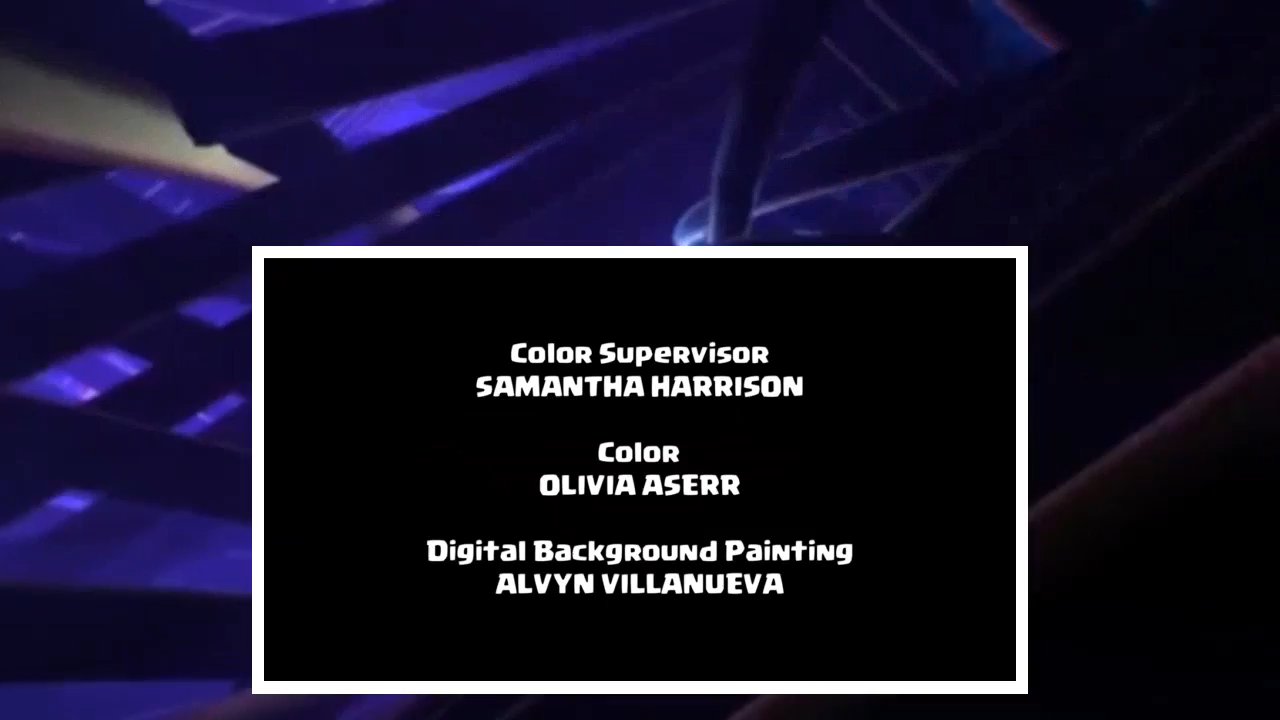 Color Supervisor
SAMANTHA HARRISON
Color
OLIVIA ASERR
Digital Background Painting
ALVYN VILLANUEVA